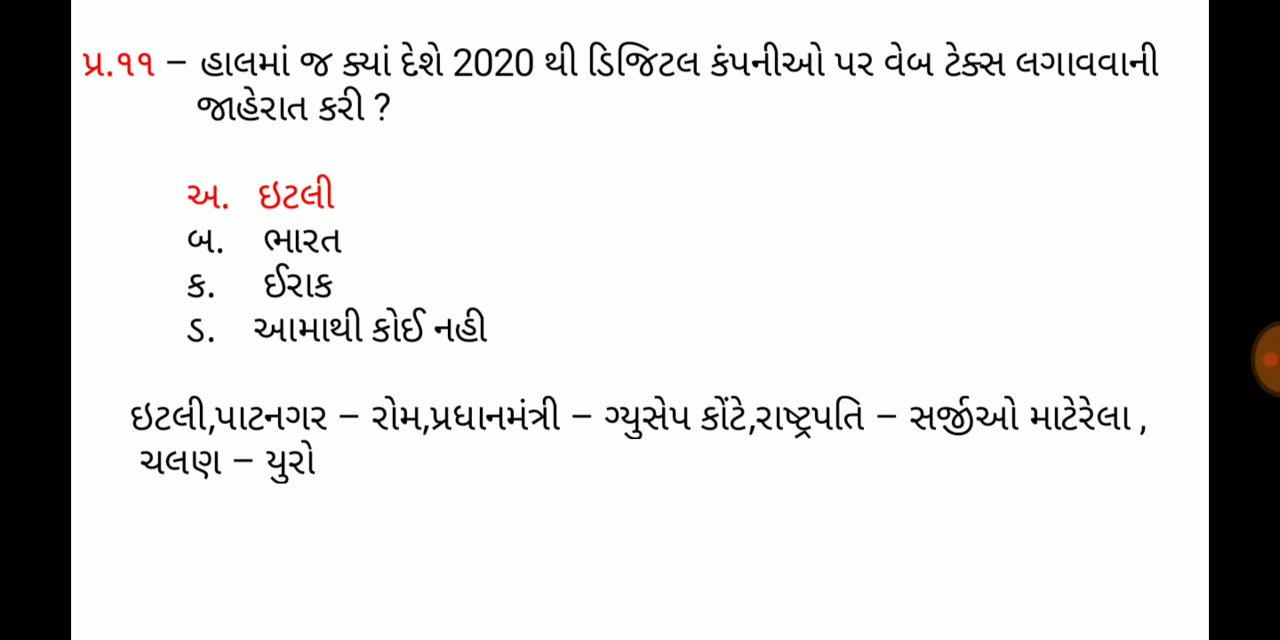 પ્ર.૧૧ – હાલમાં જ ક્યાં દેશે 2020 થી ડિજિટલ કંપનીઓ પર વેબ ટેક્સ લગાવવાની
જાહેરાત કરી ?
અ. ઇટલી
બ. ભારત
ક. ઈરાક
ડ. આમાથી કોઈ નહી
ઇટલી,પાટનગર – રોમ,પ્રધાનમંત્રી – ગ્યુસેપ કોંટે,રાષ્ટ્રપતિ – સર્જીઓ માટેરેલા ,
ચલણ – યુરો